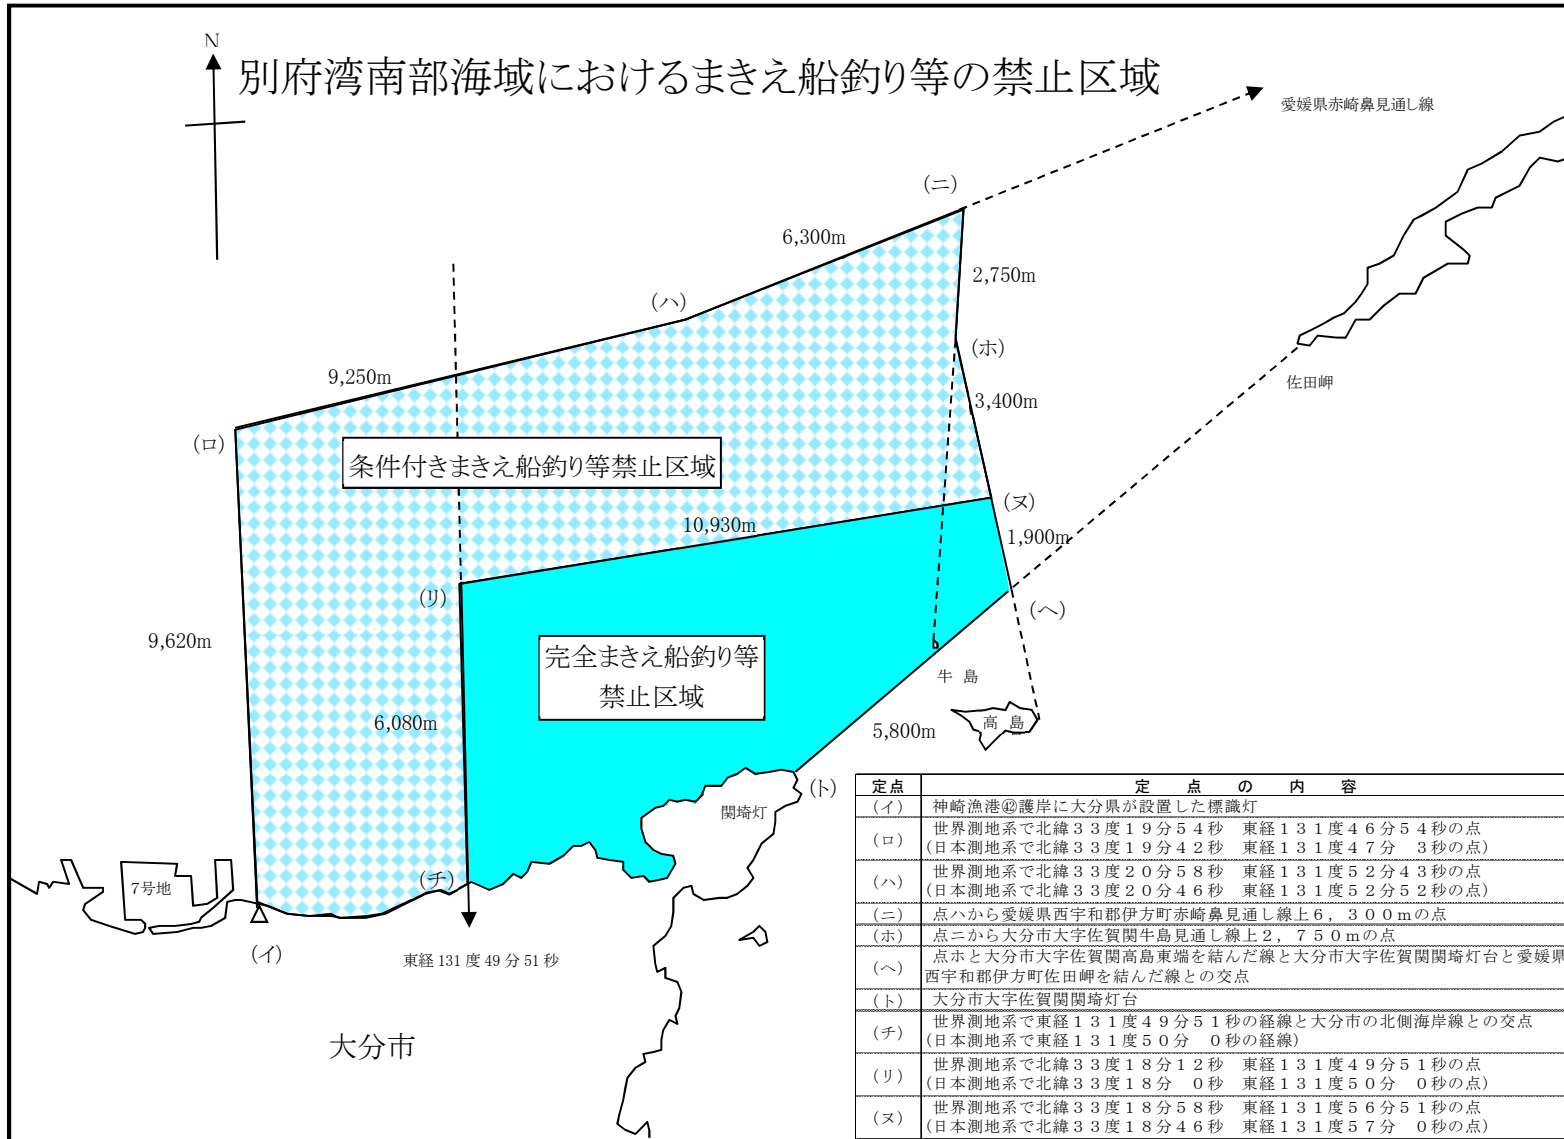 N
別府湾南部海域におけるまきえ船釣り等の禁止区域
愛媛県赤崎鼻見通し線
(ニ)
6,300m
2,750m
(ハ)
(ホ)
9,250m
佐田岬
3,400m
(ロ)
条件付きまきえ船釣り等禁止区域
(ヌ)
10,930m
1,900m
(リ)
(ヘ)
9,620m
完全まきえ船釣り等
禁止区域
牛 島
6,080m
高 島
5,800m
(ト)
関埼灯
7号地
(チ)
(イ)
東経 131 度 49 分 51 秒
大分市
定点 定 点 の 内 容
(イ) 神崎漁港㊷護岸に大分県が設置した標識灯
(ロ) 世界測地系で北緯33度19分54秒 東経131度46分54秒の点
(日本測地系で北緯33度19分42秒 東経131度47分 3秒の点)
(ハ) 世界測地系で北緯33度20分58秒 東経131度52分43秒の点
(日本測地系で北緯33度20分46秒 東経131度52分52秒の点)
(ニ) 点ハから愛媛県西宇和郡伊方町赤崎鼻見通し線上6,300mの点
(ホ) 点ニから大分市大字佐賀関牛島見通し線上2,750mの点
(ヘ) 点ホと大分市大字佐賀関高島東端を結んだ線と大分市大字佐賀関関埼灯台と愛媛県
西宇和郡伊方町佐田岬を結んだ線との交点
(ト) 大分市大字佐賀関関埼灯台
(チ) 世界測地系で東経131度49分51秒の経線と大分市の北側海岸線との交点
(日本測地系で東経131度50分 0秒の経線)
(リ) 世界測地系で北緯33度18分12秒 東経131度49分51秒の点
(日本測地系で北緯33度18分 0秒 東経131度50分 0秒の点)
(ヌ) 世界測地系で北緯33度18分58秒 東経131度56分51秒の点
(日本測地系で北緯33度18分46秒 東経131度57分 0秒の点)